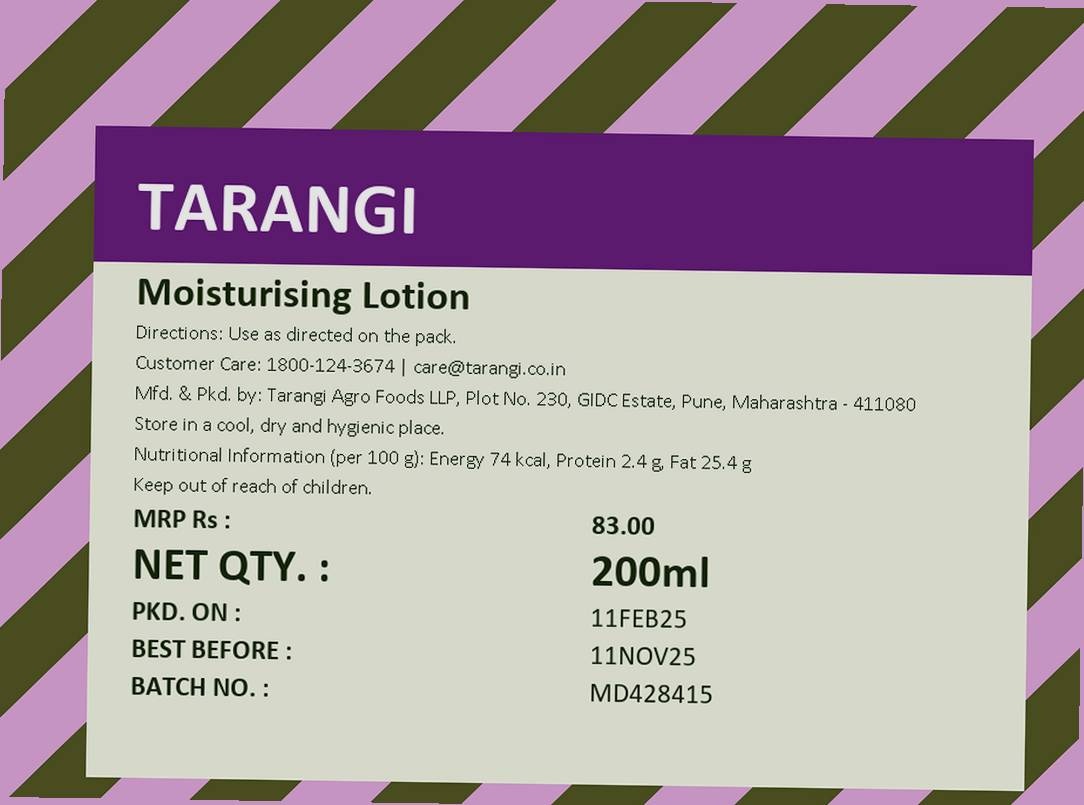 TARANGI
Moisturising Lotion
Directions: Use as directed on the pack.
Customer Care: 1800-124-3674 | care@tarangi.co.in
Mfd. & Pkd. by: Tarangi Agro Foods LLP, Plot No. 230, GIDC Estate, Pune, Maharashtra - 411080
Store in a cool, dry and hygienic place.
Nutritional Information (per 100 g): Energy 74 kcal, Protein 2.4 g, Fat 25.4 g
Keep out of reach of children.
MRP Rs : 83.00
NET QTY. : 200ml
PKD. ON : 11FEB25
BEST BEFORE : 11NOV25
BATCH NO. : MD428415